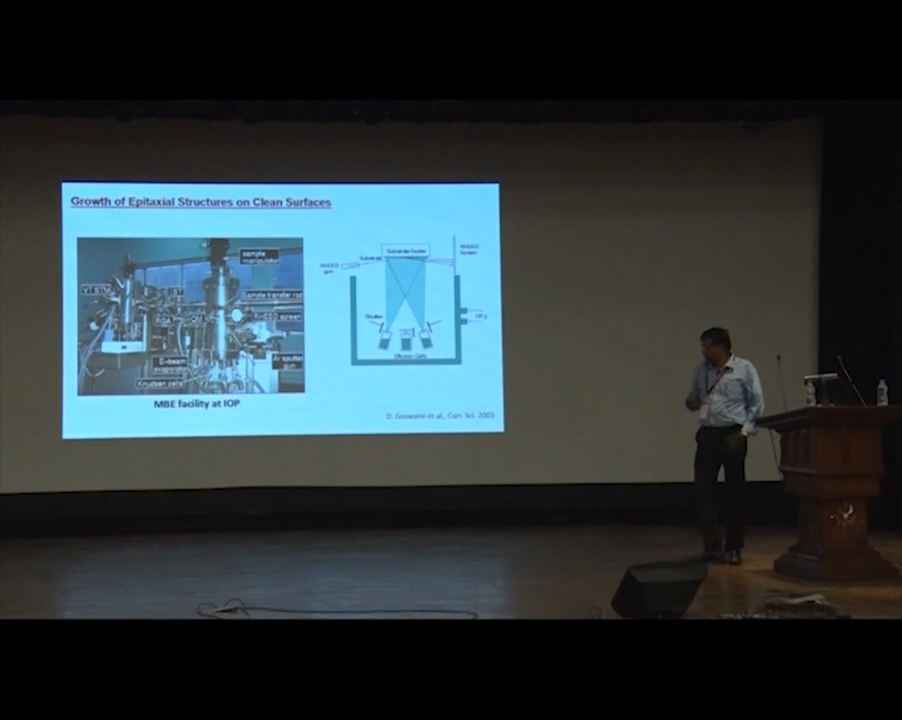 Growth of Epitaxial Structures on Clean Surfaces
sample
manipulator
VT STM
Sample transfer rod
RGA
RHEED screen
E-beam
evaporator
Ar sputter
gun
Knudsen cells
MBE facility at IOP
Substrate heater
Substrate
RHEED
gun
RHEED
Screen
Shutter
Effusion Cells
D. Goswami et al., Curr. Sci. 2003